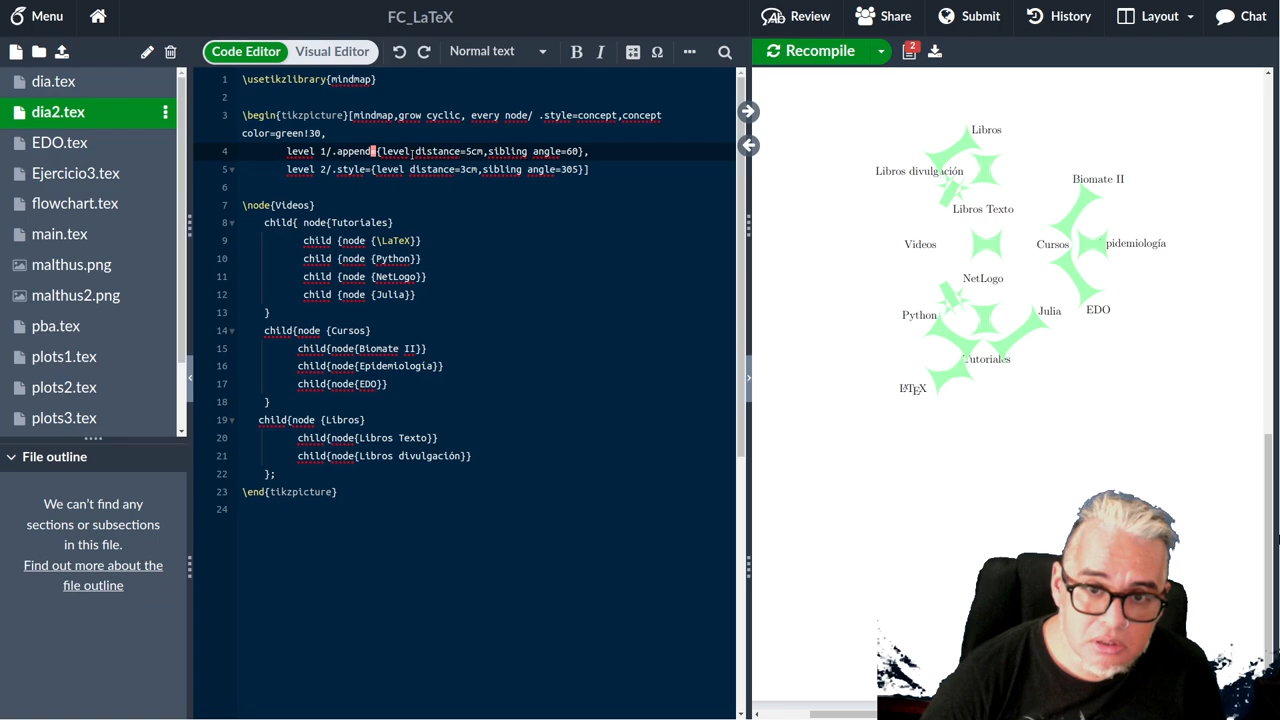 Menu
FC_LaTeX
Review
Share
Submit
History
Layout
Chat
Code Editor
Visual Editor
Normal text
B
I
Ω
Recompile
2
dia.tex
dia2.tex
EDO.tex
Ejercicio3.tex
flowchart.tex
main.tex
malthus.png
malthus2.png
pba.tex
plots1.tex
plots2.tex
plots3.tex
File outline
We can't find any
sections or subsections
in this file.
Find out more about the
file outline
1 \usetikzlibrary{mindmap}
2
3 \begin{tikzpicture}[mindmap,grow cyclic, every node/ .style=concept,concept
color=green!30,
4 level 1/.append={level distance=5cm,sibling angle=60},
5 level 2/.style={level distance=3cm,sibling angle=305}]
6
7 \node{Videos}
8 child{ node{Tutoriales}
9 child {node {\LaTeX}}
10 child {node {Python}}
11 child {node {NetLogo}}
12 child {node {Julia}}
13 }
14 child{node {Cursos}
15 child{node{Biomate II}}
16 child{node{Epidemiología}}
17 child{node{EDO}}
18 }
19 child{node {Libros}
20 child{node{Libros Texto}}
21 child{node{Libros divulgación}}
22 };
23 \end{tikzpicture}
24
Libros
Libros divulgación
Biomate II
Libros Texto
Videos
Cursos
Epidemiología
NetLogo
Python
Julia
EDO
Tutoriales
LATEX